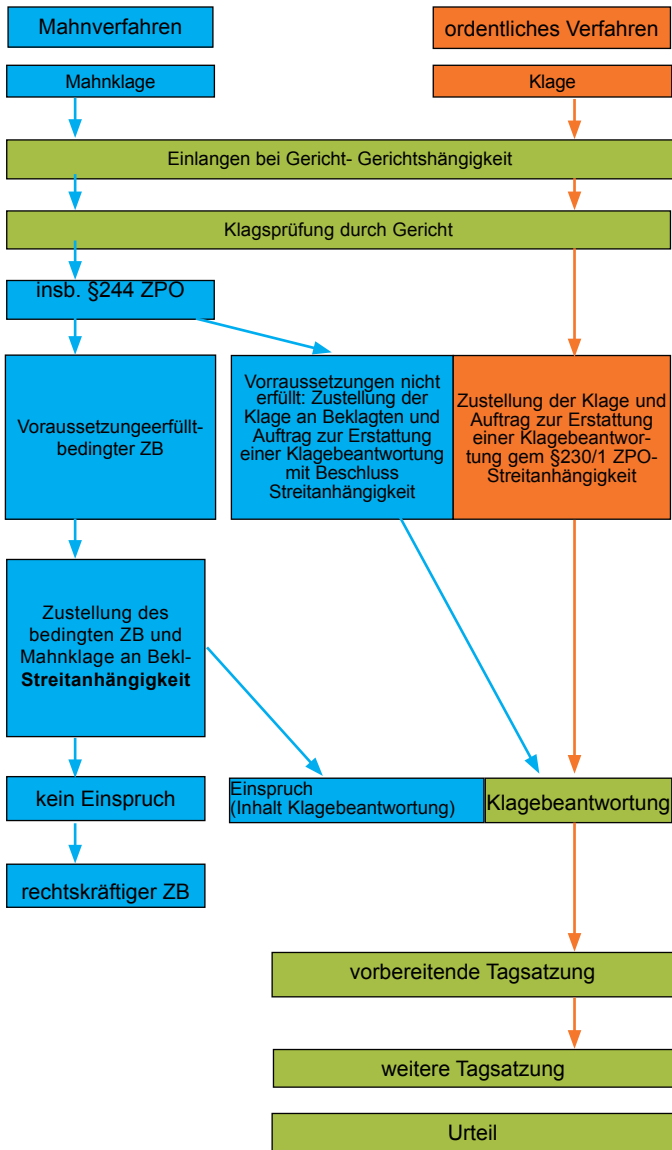 Mahnverfahren
ordentliches Verfahren
Mahnklage
Klage
Einlangen bei Gericht- Gerichtshängigkeit
Klagsprüfung durch Gericht
insb. §244 ZPO
Voraussetzungeerfüllt-
bedingter ZB
Vorraussetzungen nicht
erfüllt: Zustellung der
Klage an Beklagten und
Auftrag zur Erstattung
einer Klagebeantwortung
mit Beschluss
Streitanhängigkeit
Zustellung der Klage und
Auftrag zur Erstattung
einer Klagebeantwor-
tung gem §230/1 ZPO-
Streitanhängigkeit
Zustellung des
bedingten ZB und
Mahnklage an Bekl-
Streitanhängigkeit
kein Einspruch
Einspruch
(Inhalt Klagebeantwortung)
Klagebeantwortung
rechtskräftiger ZB
vorbereitende Tagsatzung
weitere Tagsatzung
Urteil